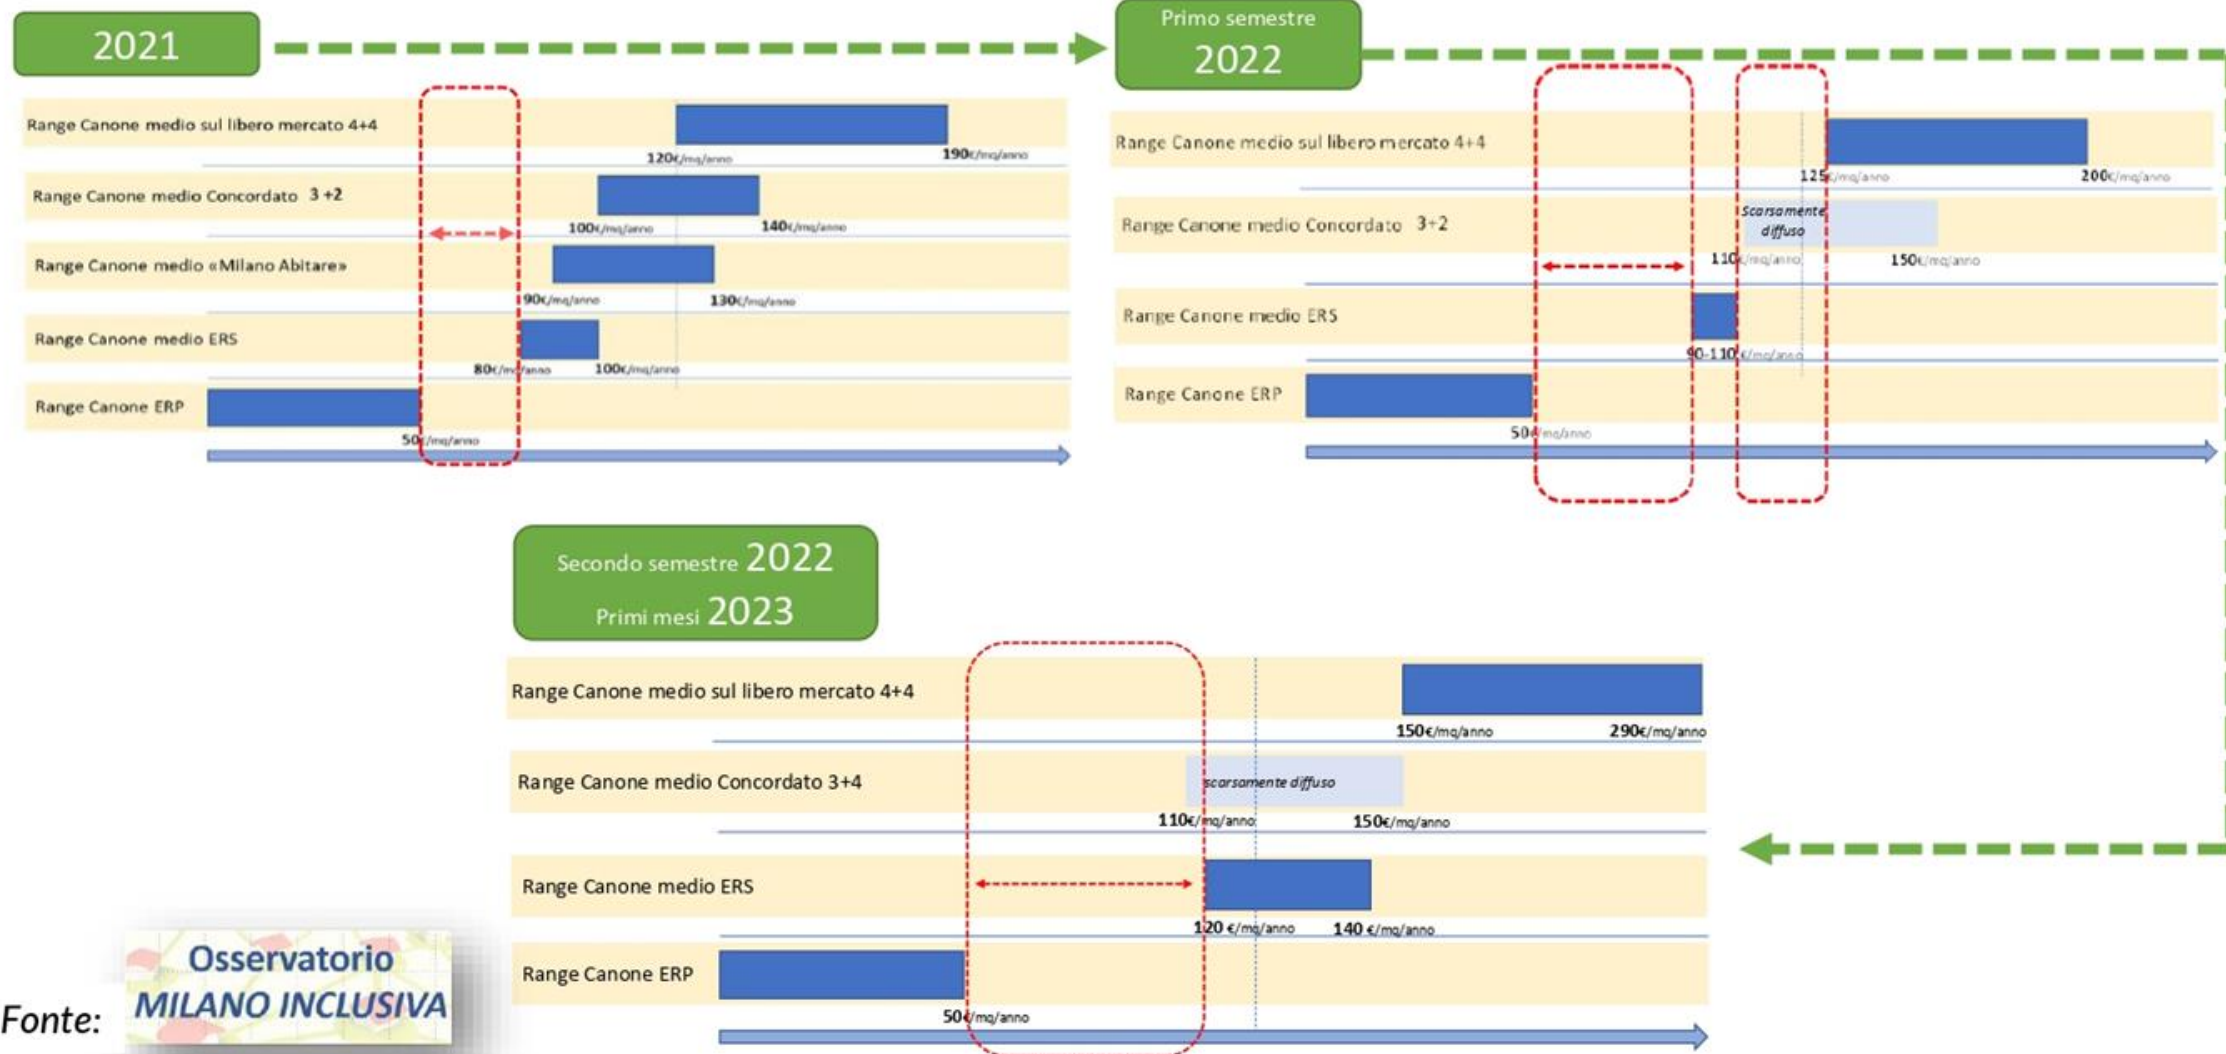 2021
Range Canone medio sul libero mercato 4+4
120€/mq/anno
190€/mq/anno
Range Canone medio Concordato 3 +2
100€/mq/anno
140€/mq/anno
Range Canone medio «Milano Abitare»
90€/mq/anno
130€/mq/anno
Range Canone medio ERS
80€/mq/anno
100€/mq/anno
Range Canone ERP
50€/mq/anno
Primo semestre
2022
Range Canone medio sul libero mercato 4+4
125€/mq/anno
200€/mq/anno
Range Canone medio Concordato 3+2
Scarsamente
diffuso
110€/mq/anno
150€/mq/anno
Range Canone medio ERS
90-110 €/mq/anno
Range Canone ERP
50€/mq/anno
Secondo semestre 2022
Primi mesi 2023
Range Canone medio sul libero mercato 4+4
150€/mq/anno
290€/mq/anno
Range Canone medio Concordato 3+4
scarsamente diffuso
110€/mq/anno
150€/mq/anno
Range Canone medio ERS
120 €/mq/anno
140 €/mq/anno
Range Canone ERP
50€/mq/anno
Fonte:
Osservatorio
MILANO INCLUSIVA